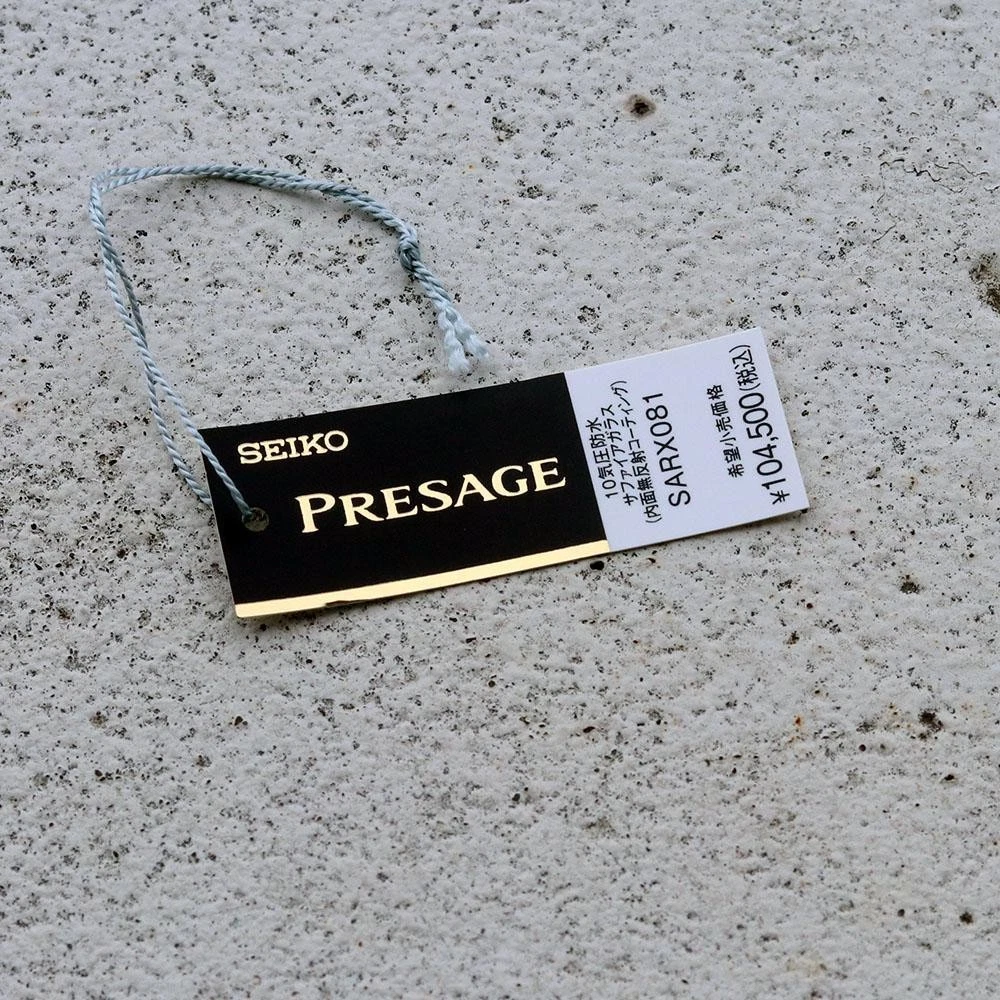 SEIKO
PRESAGE
10気圧防水
サファイアガラス
(内面無反射コーティング)
SARX081
希望小売価格
¥104,500(税込)